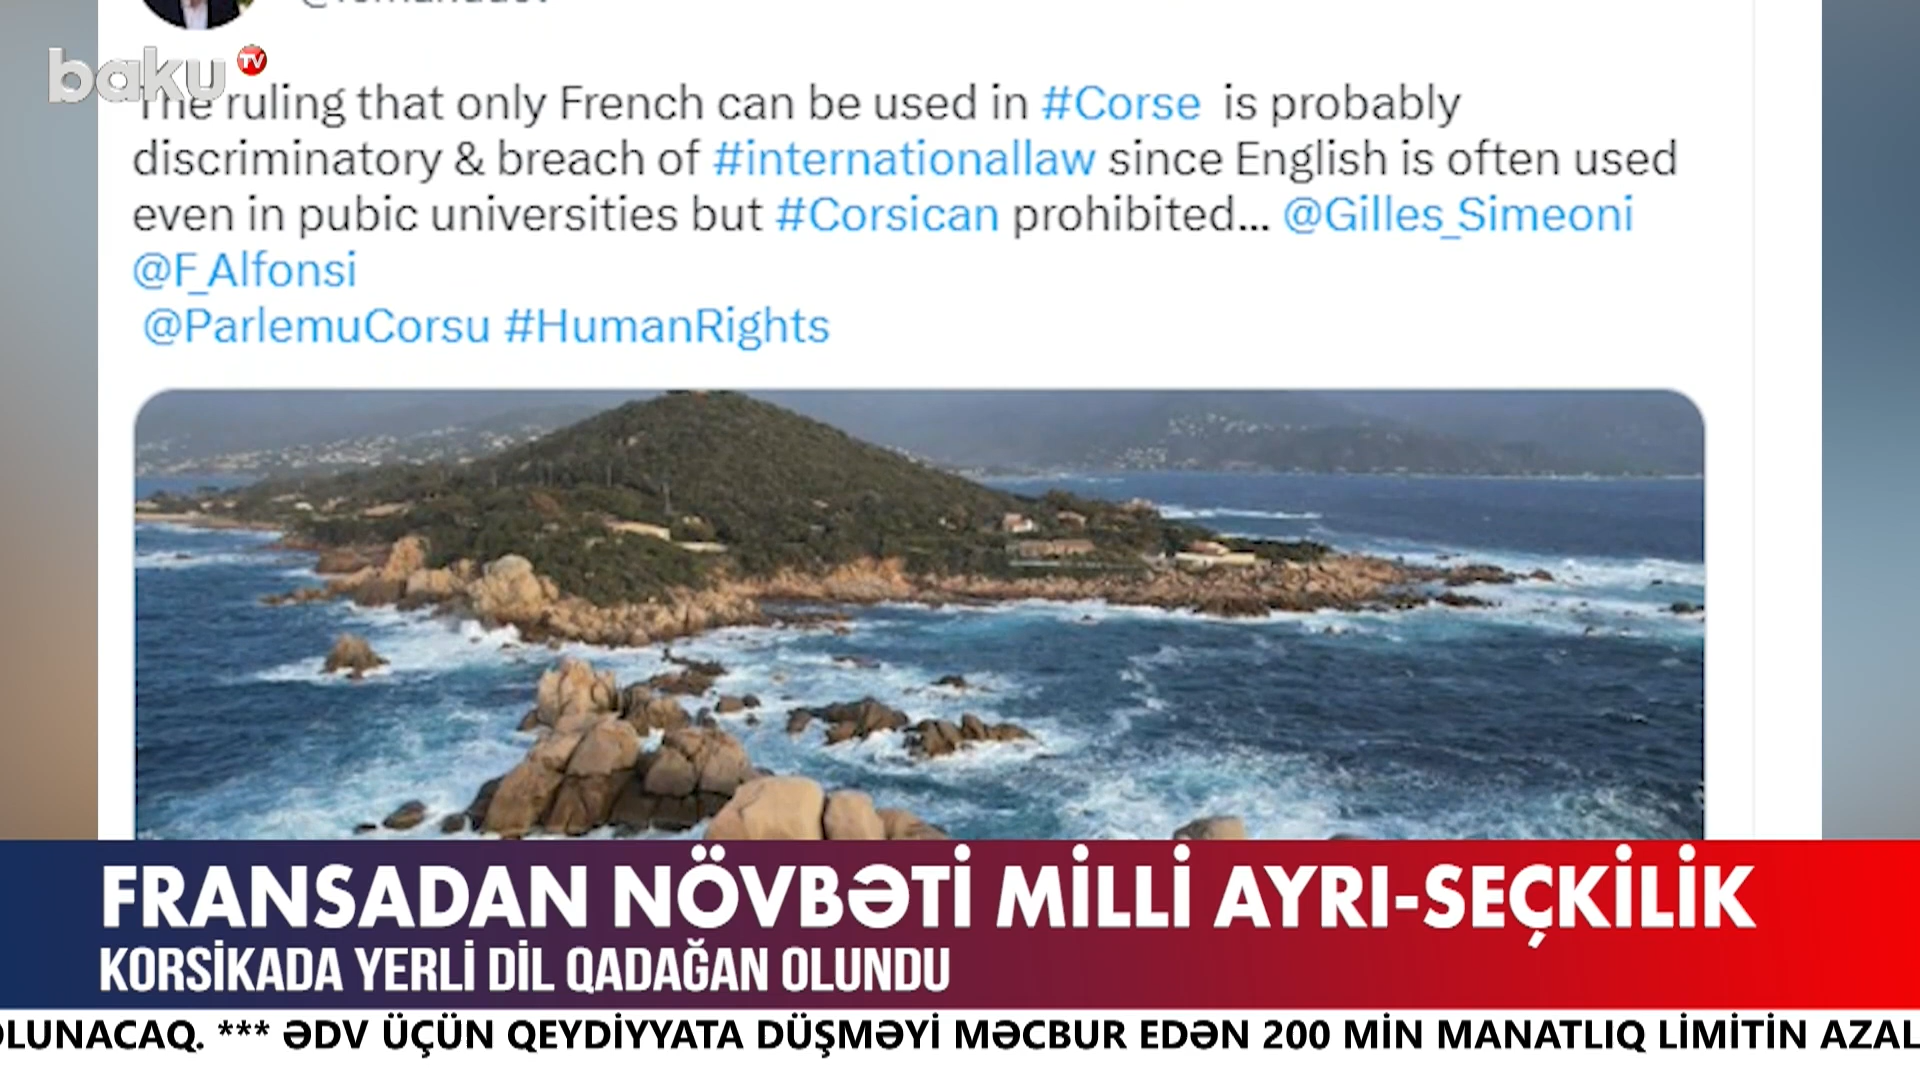 baku TV
The ruling that only French can be used in #Corse is probably
discriminatory & breach of #internationallaw since English is often used
even in pubic universities but #Corsican prohibited... @Gilles_Simeoni
@F_Alfonsi
@ParlemuCorsu #HumanRights
FRANSADAN NÖVBƏTİ MİLLİ AYRI-SEÇKİLİK
KORSİKADA YERLİ DİL QADAĞAN OLUNDU
OLUNACAQ. *** ƏDV ÜÇÜN QEYDİYYATA DÜŞMƏYİ MƏCBUR EDƏN 200 MİN MANATLIQ LİMİTİN AZAL